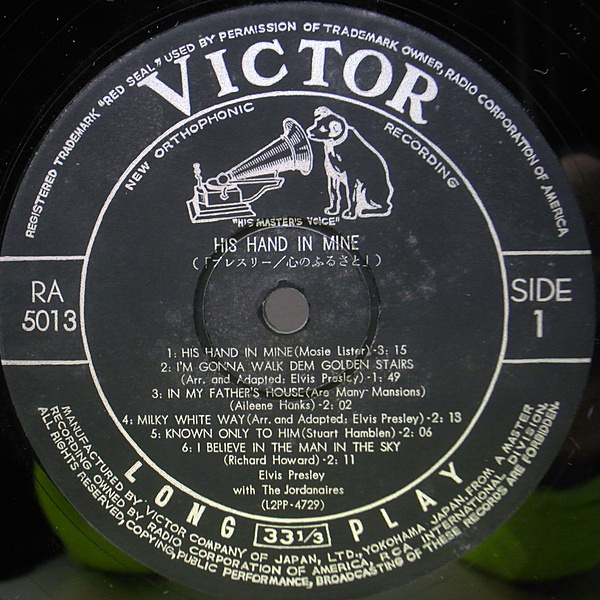 REGISTERED TRADEMARK "RED SEAL" USED BY PERMISSION OF TRADEMARK OWNER, RADIO CORPORATION OF AMERICA
VICTOR
NEW ORTHOPHONIC RECORDING
"HIS MASTER'S VOICE"
HIS HAND IN MINE
(「プレスリー/心のふるさと」)
RA
5013
SIDE
1
1: HIS HAND IN MINE (Mosie Lister)-3: 15
2: I'M GONNA WALK DEM GOLDEN STAIRS
(Arr. and Adapted: Elvis Presley)-1: 49
3: IN MY FATHER'S HOUSE (Are Many Mansions)
(Aileene Hanks)-2: 02
4: MILKY WHITE WAY (Arr. and Adapted: Elvis Presley)-2: 13
5: KNOWN ONLY TO HIM (Stuart Hamblen)-2: 06
6: I BELIEVE IN THE MAN IN THE SKY
(Richard Howard)-2: 11
Elvis Presley
with The Jordanaires
(L2PP-4729)
LONG 33 1/3 PLAY
MANUFACTURED BY VICTOR COMPANY OF JAPAN, LTD., YOKOHAMA, JAPAN, FROM A MASTER
RECORDING OWNED BY RADIO CORPORATION OF AMERICA, RCA INTERNATIONAL DIVISION.
ALL RIGHTS RESERVED, COPYING, PUBLIC PERFORMANCE, BROADCASTING OF THESE RECORDS ARE FORBIDDEN.